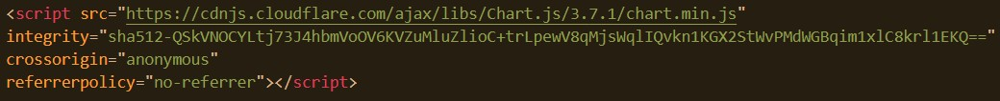 <script src="https://cdnjs.cloudflare.com/ajax/libs/Chart.js/3.7.1/chart.min.js"
integrity="sha512-QSkVNOCYLtj73J4hbmVoOV6KVZuMluZlioC+trLpewV8qMjsWqlIQvkn1KGX2StWvPMdWGBqim1xlC8krl1EKQ=="
crossorigin="anonymous"
referrerpolicy="no-referrer"></script>